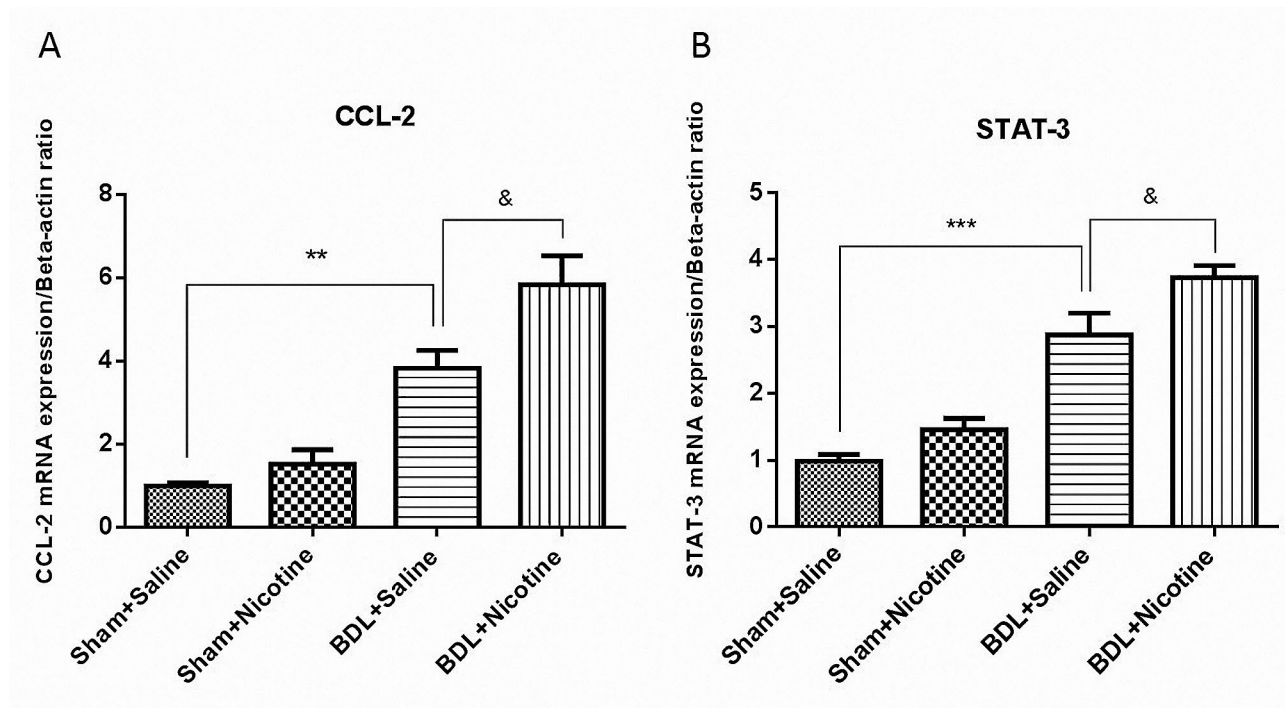 A
CCL-2
CCL-2 mRNA expression/Beta-actin ratio
8
6
4
2
0
**
&
Sham+Saline
Sham+Nicotine
BDL+Saline
BDL+Nicotine
B
STAT-3
STAT-3 mRNA expression/Beta-actin ratio
5
4
3
2
1
0
***
&
Sham+Saline
Sham+Nicotine
BDL+Saline
BDL+Nicotine